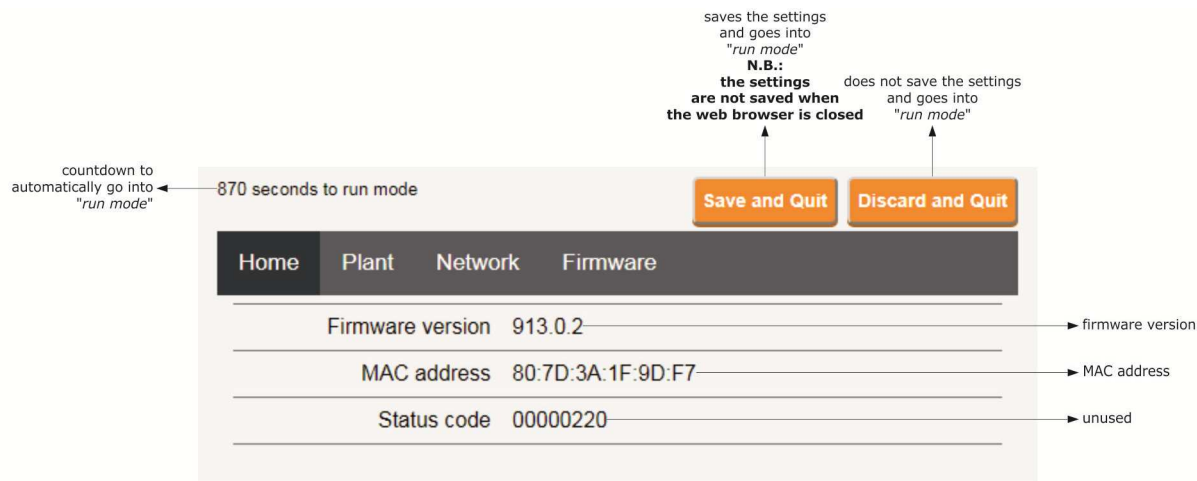 saves the settings
and goes into
"run mode"
N.B.:
the settings
are not saved when
the web browser is closed
does not save the settings
and goes into
"run mode"
countdown to
automatically go into
"run mode"
870 seconds to run mode
Save and Quit
Discard and Quit
Home Plant Network Firmware
Firmware version 913.0.2
firmware version
MAC address 80:7D:3A:1F:9D:F7
MAC address
Status code 00000220
unused